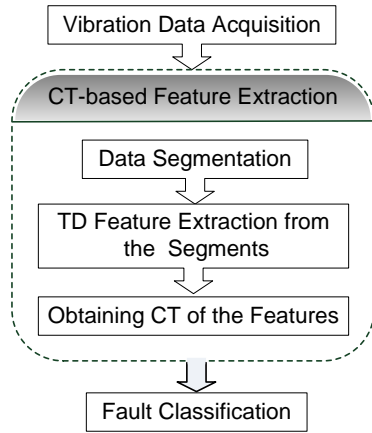 Vibration Data Acquisition
CT-based Feature Extraction
Data Segmentation
TD Feature Extraction from
the Segments
Obtaining CT of the Features
Fault Classification